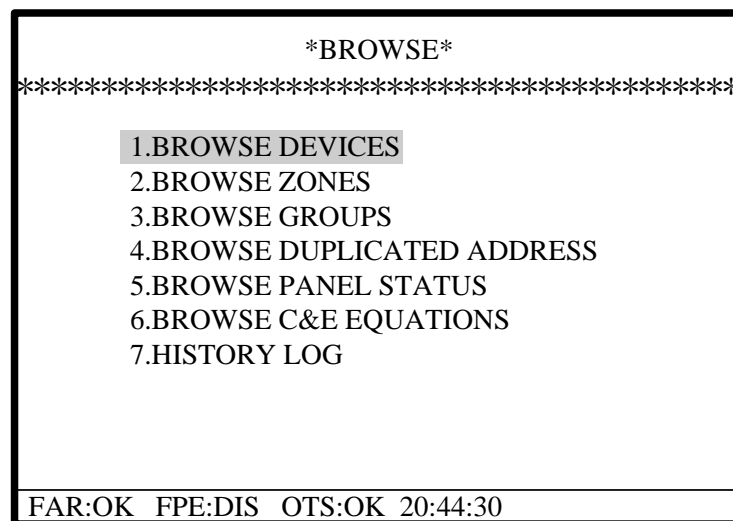 *BROWSE*
*******************************************
1.BROWSE DEVICES
2.BROWSE ZONES
3.BROWSE GROUPS
4.BROWSE DUPLICATED ADDRESS
5.BROWSE PANEL STATUS
6.BROWSE C&E EQUATIONS
7.HISTORY LOG
FAR:OK FPE:DIS OTS:OK 20:44:30